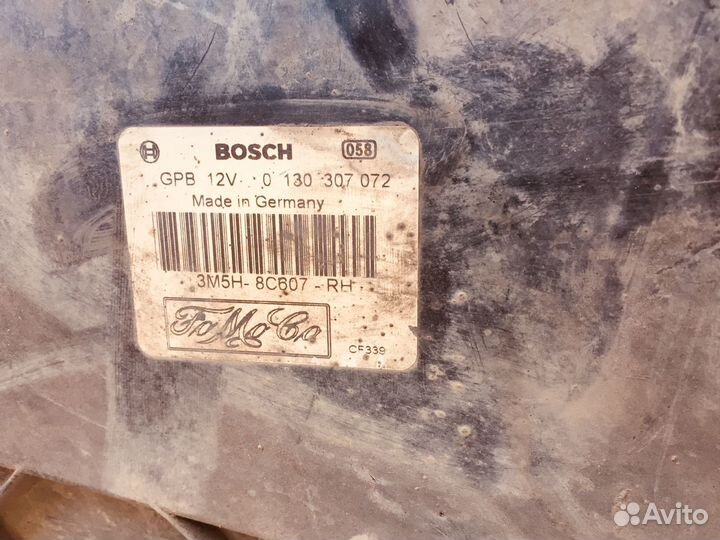 BOSCH 058
GPB 12V 0 130 307 072
Made in Germany
3M5H-8C607-RH
FoMoCo
CF339
Avito